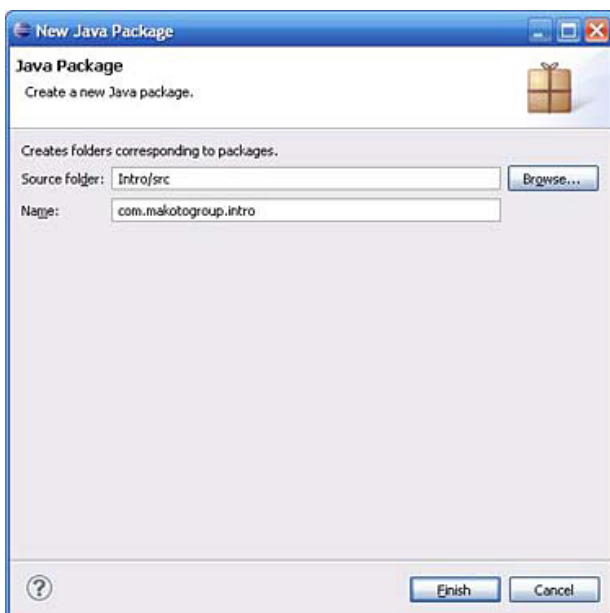 New Java Package
Java Package
Create a new Java package.
Creates folders corresponding to packages.
Source folder: Intro/src Browse...
Name: com.makotogroup.intro
? Finish Cancel